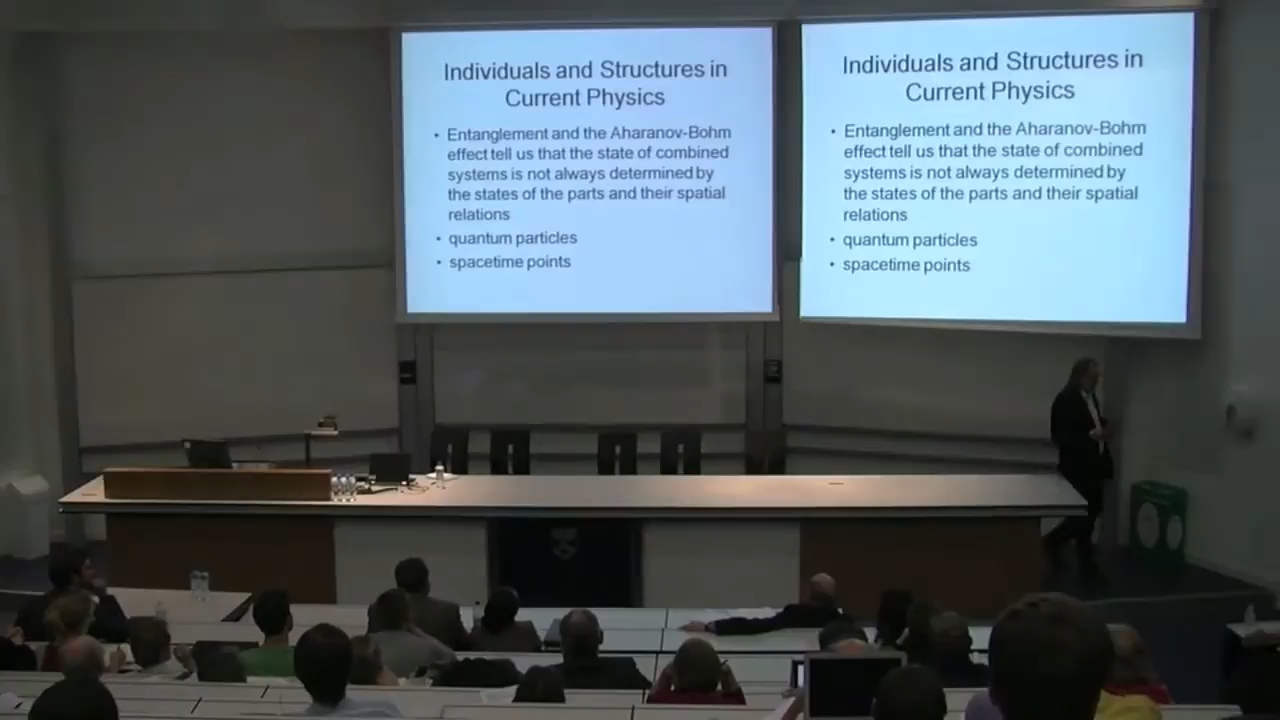 Individuals and Structures in
Current Physics
• Entanglement and the Aharanov-Bohm
effect tell us that the state of combined
systems is not always determined by
the states of the parts and their spatial
relations
• quantum particles
• spacetime points
Individuals and Structures in
Current Physics
• Entanglement and the Aharanov-Bohm
effect tell us that the state of combined
systems is not always determined by
the states of the parts and their spatial
relations
• quantum particles
• spacetime points